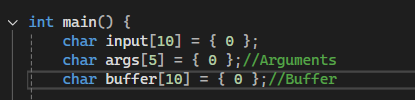 int main() {
char input[10] = { 0 };
char args[5] = { 0 };//Arguments
char buffer[10] = { 0 };//Buffer